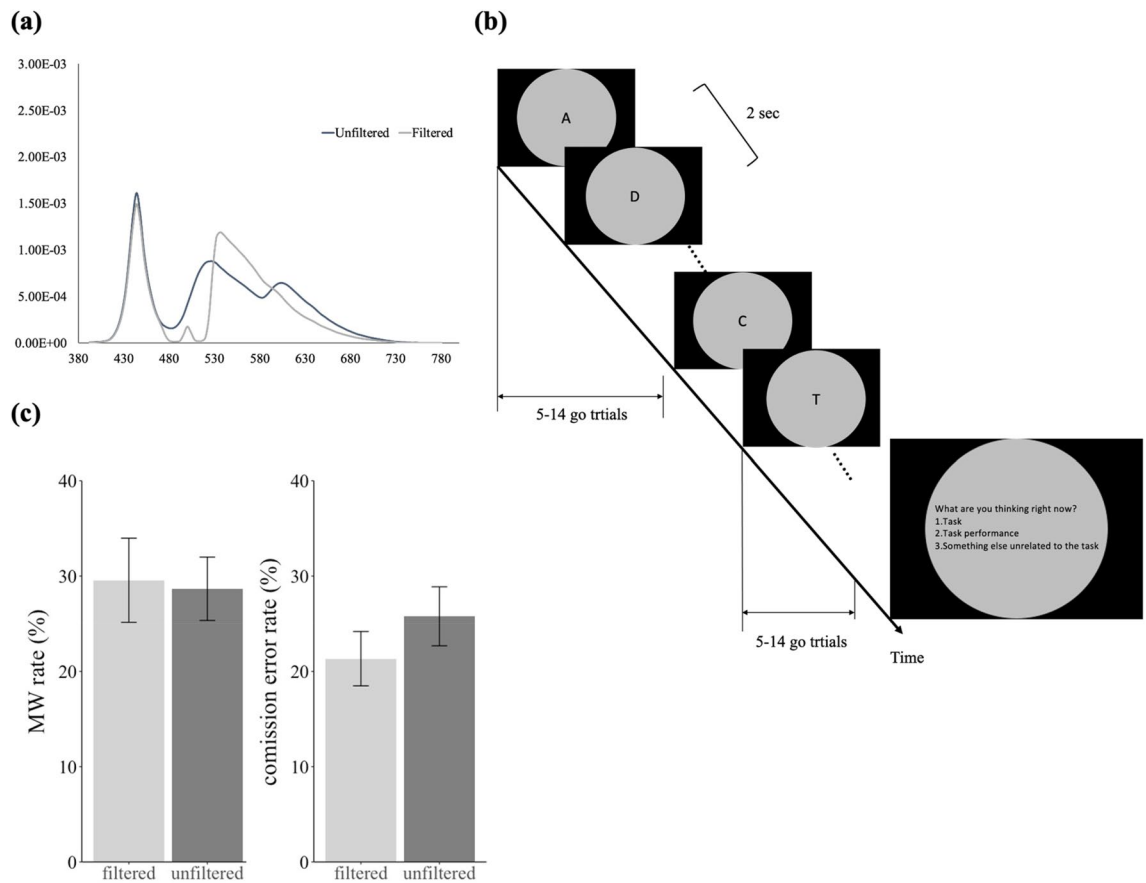 (a)
3.00E-03
2.50E-03
2.00E-03
1.50E-03
1.00E-03
5.00E-04
0.00E+00
380 430 480 530 580 630 680 730 780
Unfiltered Filtered
(b)
A
D
2 sec
C
T
5-14 go trtials
What are you thinking right now?
1.Task
2.Task performance
3.Something else unrelated to the task
5-14 go trtials
Time
(c)
MW rate (%)
40
30
20
10
0
filtered unfiltered
comission error rate (%)
40
30
20
10
0
filtered unfiltered